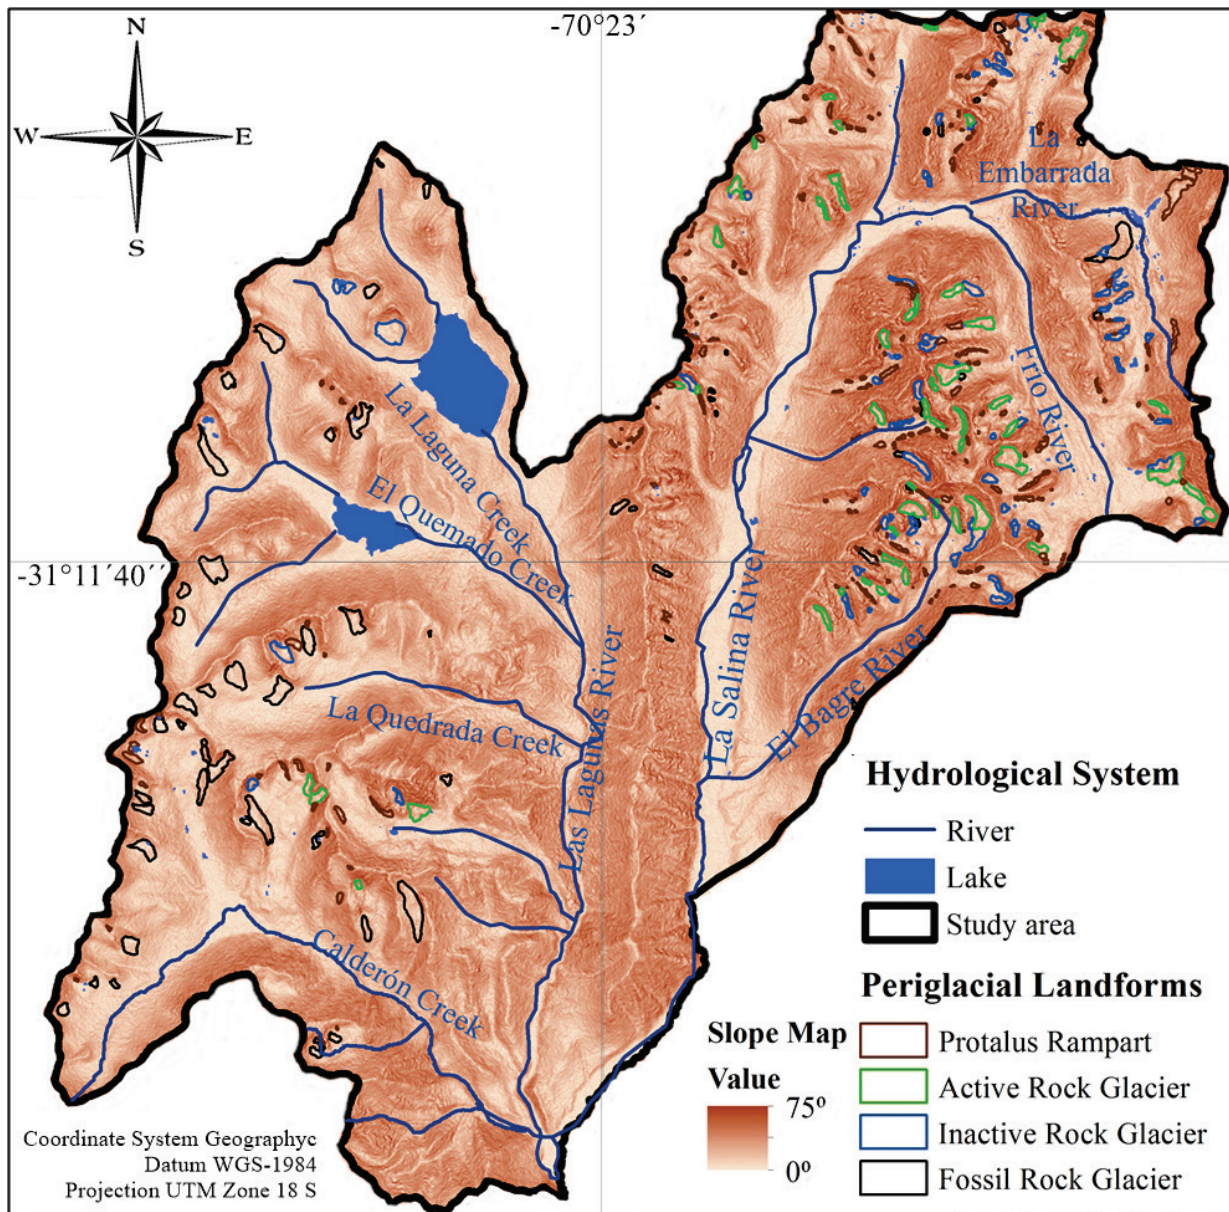 -70°23´
N
W
E
S
La
Embarrada
River
Frío River
La Laguna Creek
El Quemado Creek
-31°11´40´´
La Salina River
El Bagre River
Las Lagunas River
La Quedrada Creek
Calderón Creek
Hydrological System
River
Lake
Study area
Periglacial Landforms
Protalus Rampart
Active Rock Glacier
Inactive Rock Glacier
Fossil Rock Glacier
Slope Map
Value
75º
0º
Coordinate System Geographyc
Datum WGS-1984
Projection UTM Zone 18 S